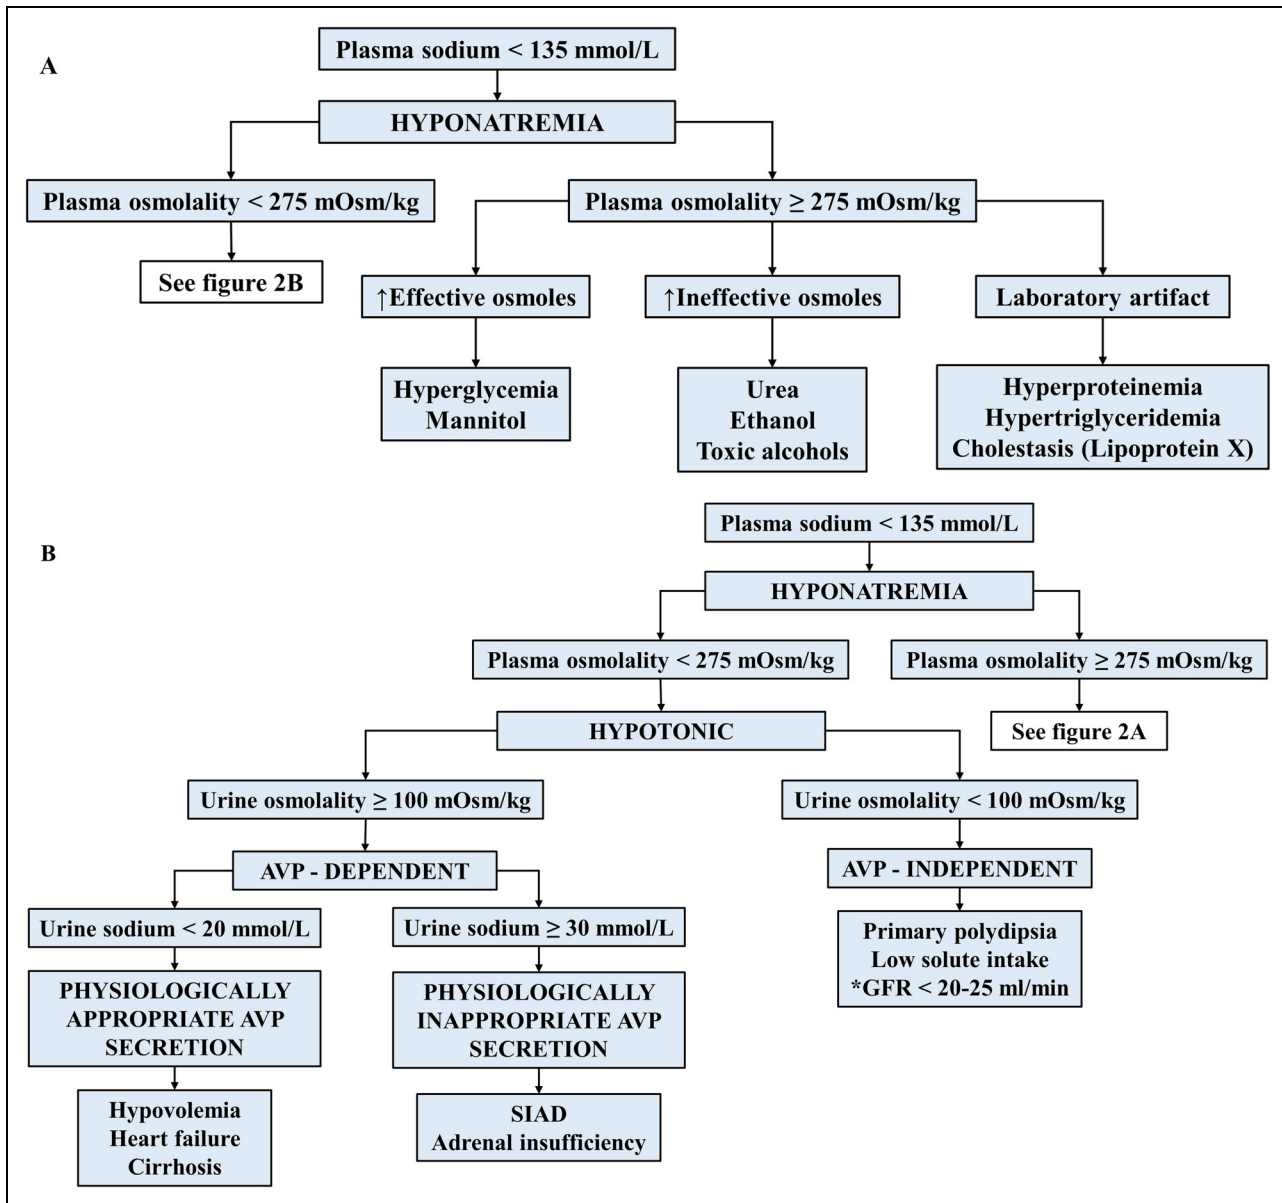 A
Plasma sodium < 135 mmol/L
HYPONATREMIA
Plasma osmolality < 275 mOsm/kg
Plasma osmolality ≥ 275 mOsm/kg
See figure 2B
↑Effective osmoles
↑Ineffective osmoles
Laboratory artifact
Hyperglycemia
Mannitol
Urea
Ethanol
Toxic alcohols
Hyperproteinemia
Hypertriglyceridemia
Cholestasis (Lipoprotein X)
B
Plasma sodium < 135 mmol/L
HYPONATREMIA
Plasma osmolality < 275 mOsm/kg
Plasma osmolality ≥ 275 mOsm/kg
HYPOTONIC
See figure 2A
Urine osmolality ≥ 100 mOsm/kg
Urine osmolality < 100 mOsm/kg
AVP - DEPENDENT
AVP - INDEPENDENT
Urine sodium < 20 mmol/L
Urine sodium ≥ 30 mmol/L
Primary polydipsia
Low solute intake
*GFR < 20-25 ml/min
PHYSIOLOGICALLY
APPROPRIATE AVP
SECRETION
PHYSIOLOGICALLY
INAPPROPRIATE AVP
SECRETION
Hypovolemia
Heart failure
Cirrhosis
SIAD
Adrenal insufficiency